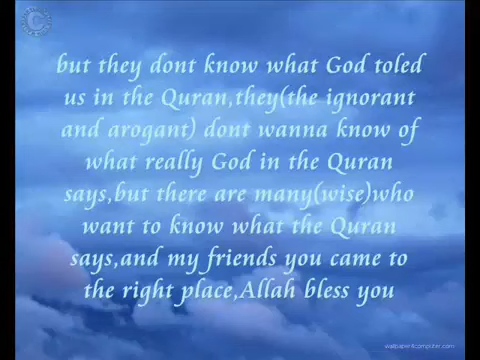 but they dont know what God toled
us in the Quran,they(the ignorant
and arogant) dont wanna know of
what really God in the Quran
says,but there are many(wise)who
want to know what the Quran
says,and my friends you came to
the right place,Allah bless you